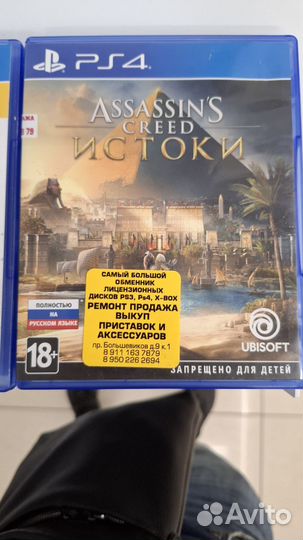 PS4
ASSASSIN'S
CREED
ИСТОКИ
78
САМЫЙ БОЛЬШОЙ
ОБМЕННИК
ЛИЦЕНЗИОННЫХ
ДИСКОВ PS3, Ps4, X-BOX
РЕМОНТ ПРОДАЖА
ВЫКУП
ПРИСТАВОК И
АКСЕССУАРОВ
пр. Большевиков д.9 к.1
8 911 163 7879
8 950 226 2694
ПОЛНОСТЬЮ
НА
РУССКОМ ЯЗЫКЕ
18+
UBISOFT
ЗАПРЕЩЕНО ДЛЯ ДЕТЕЙ
Avito